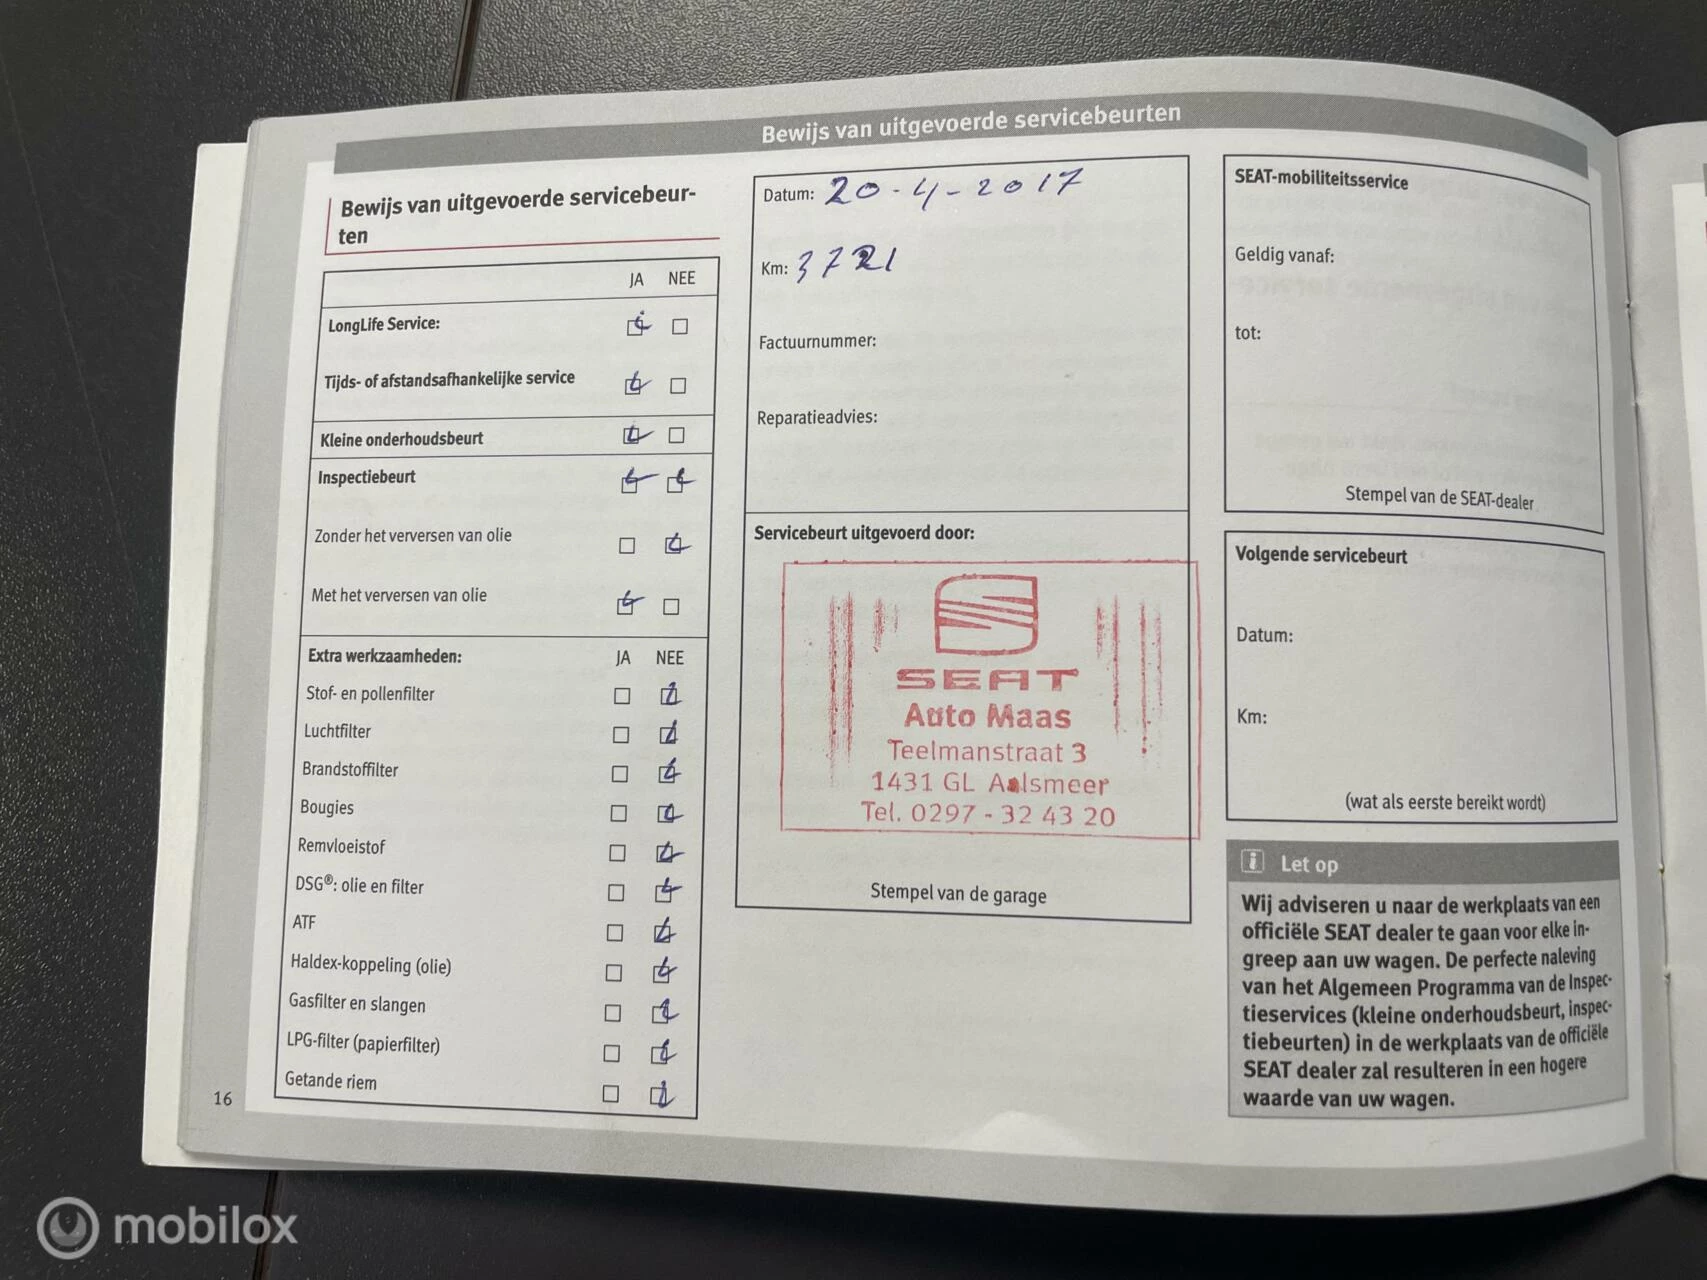 Bewijs van uitgevoerde servicebeurten
Bewijs van uitgevoerde servicebeur-
ten
JA NEE
LongLife Service:
Tijds- of afstandsafhankelijke service
Kleine onderhoudsbeurt
Inspectiebeurt
Zonder het verversen van olie
Met het verversen van olie
Extra werkzaamheden: JA NEE
Stof- en pollenfilter
Luchtfilter
Brandstoffilter
Bougies
Remvloeistof
DSG®: olie en filter
ATF
Haldex-koppeling (olie)
Gasfilter en slangen
LPG-filter (papierfilter)
Getande riem
16
Datum: 20-4-2017
Km: 3721
Factuurnummer:
Reparatieadvies:
Servicebeurt uitgevoerd door:
SEAT
Auto Maas
Teelmanstraat 3
1431 GL Aalsmeer
Tel. 0297 - 32 43 20
Stempel van de garage
SEAT-mobiliteitsservice
Geldig vanaf:
tot:
Stempel van de SEAT-dealer
Volgende servicebeurt
Datum:
Km:
(wat als eerste bereikt wordt)
i Let op
Wij adviseren u naar de werkplaats van een
officiële SEAT dealer te gaan voor elke in-
greep aan uw wagen. De perfecte naleving
van het Algemeen Programma van de Inspec-
tieservices (kleine onderhoudsbeurt, inspec-
tiebeurten) in de werkplaats van de officiële
SEAT dealer zal resulteren in een hogere
waarde van uw wagen.
mobilox